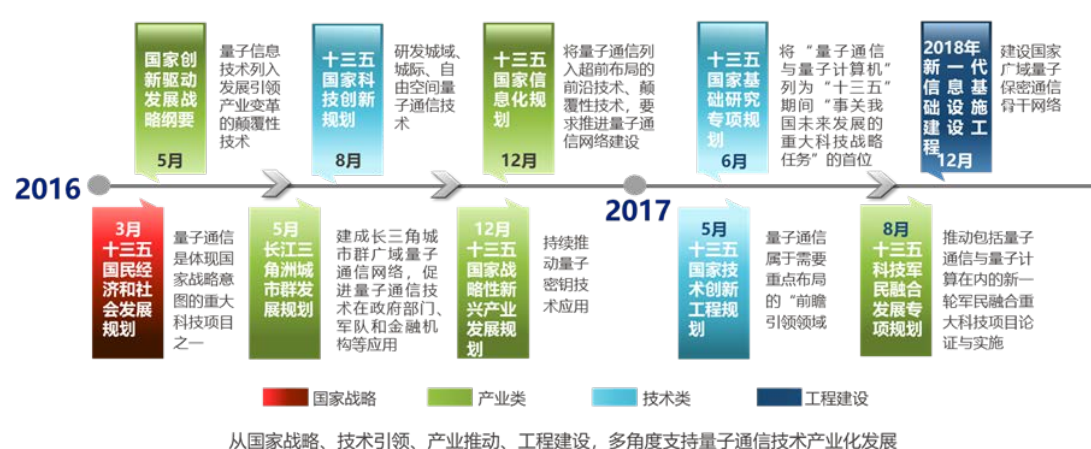 国家创
新驱动
发展战
略纲要
5月
量子信息
技术列入
发展引领
产业变革
的颠覆性
技术
十三五
国家科
技创新
规划
8月
研发城域、
城际、自
由空间量
子通信技
术
十三五
国家信
息化规
划
12月
将量子通信列
入超前布局的
前沿技术、颠
覆性技术，要
求推进量子通
信网络建设
十三五
国家基
础研究
专项规
划
6月
将“量子通信
与量子计算机”
列为“十三五”
期间“事关我
国未来发展的
重大科技战略
任务”的首位
2018年
新一代
信息基
础设施
建设工
程
12月
建设国家
广域量子
保密通信
骨干网络
2016
2017
3月
十三五
国民经
济和社
会发展
规划
量子通信
是体现国
家战略意
图的重大
科技项目
之一
5月
长江三
角洲城
市群发
展规划
建成长三角城
市群广域量子
通信网络，促
进量子通信技
术在政府部门、
军队和金融机
构等应用
12月
十三五
国家战
略性新
兴产业
发展规
划
持续推
动量子
密钥技
术应用
5月
十三五
国家技
术创新
工程规
划
量子通信
属于需要
重点布局
的“前瞻
引领领域
8月
十三五
科技军
民融合
发展专
项规划
推动包括量子
通信与量子计
算在内的新一
轮军民融合重
大科技项目论
证与实施
国家战略
产业类
技术类
工程建设
从国家战略、技术引领、产业推动、工程建设，多角度支持量子通信技术产业化发展